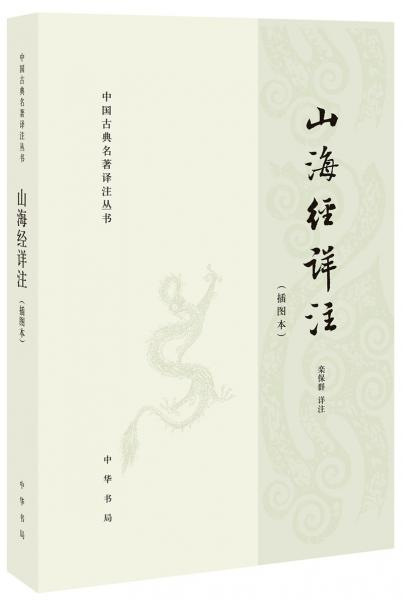 山海经详注
（插图本）
栾保群 详注
中国古典名著译注丛书
中华书局
中国古典名著译注丛书
山海经详注
（插图本）
中华书局